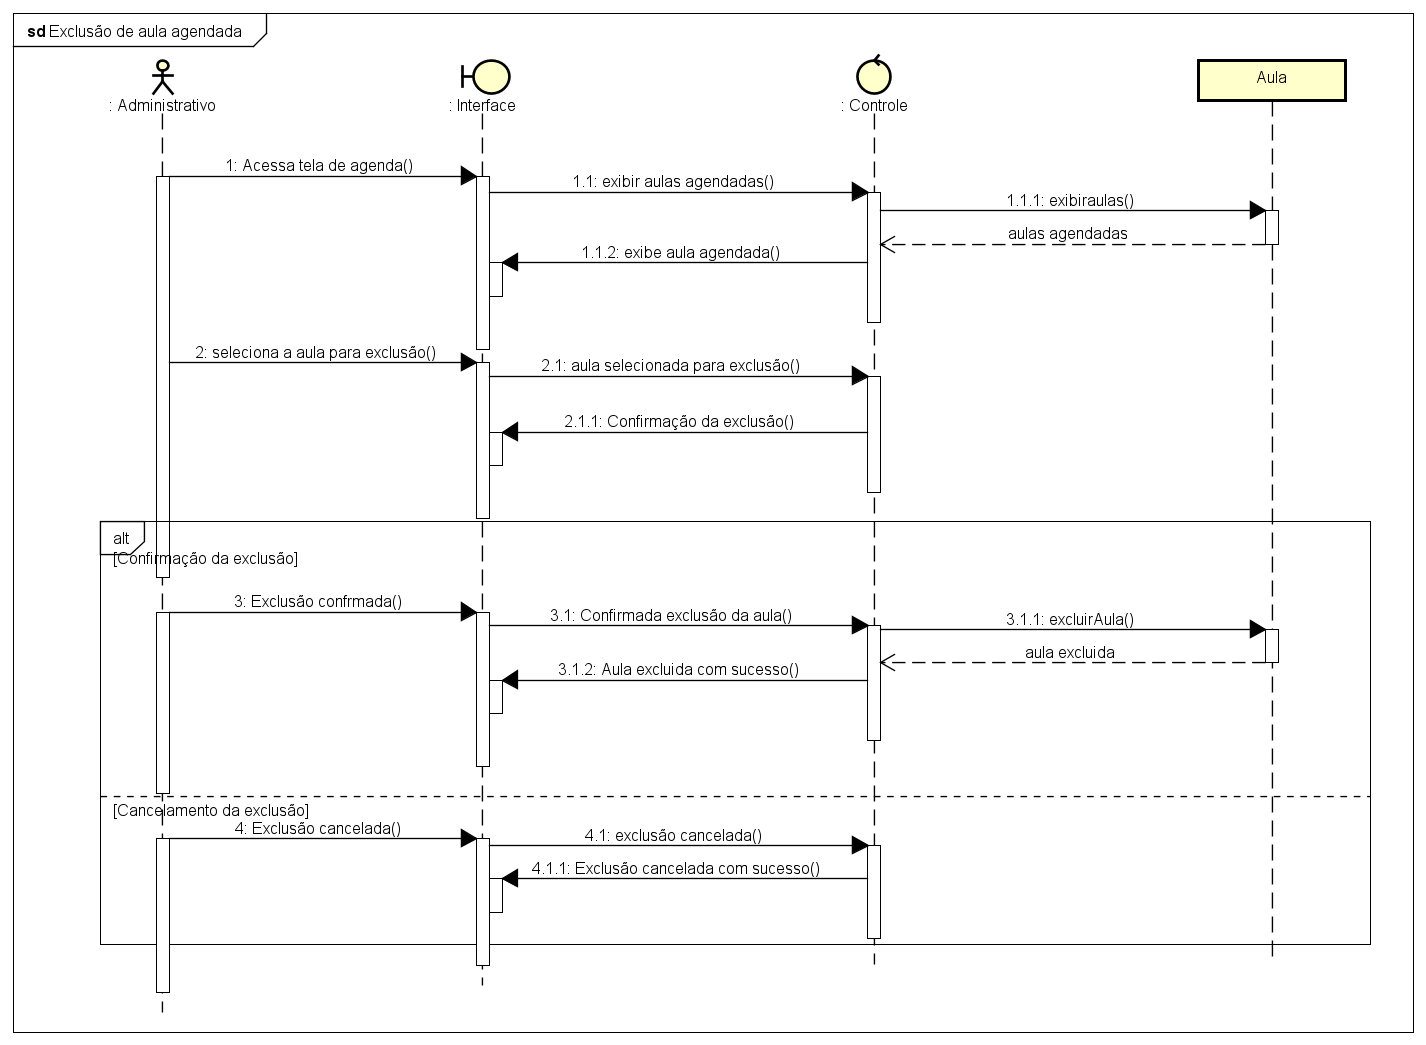 sd Exclusão de aula agendada
: Administrativo
: Interface
: Controle
Aula
1: Acessa tela de agenda()
1.1: exibir aulas agendadas()
1.1.1: exibiraulas()
aulas agendadas
1.1.2: exibe aula agendada()
2: seleciona a aula para exclusão()
2.1: aula selecionada para exclusão()
2.1.1: Confirmação da exclusão()
alt
[Confirmação da exclusão]
3: Exclusão confrmada()
3.1: Confirmada exclusão da aula()
3.1.1: excluirAula()
aula excluida
3.1.2: Aula excluida com sucesso()
[Cancelamento da exclusão]
4: Exclusão cancelada()
4.1: exclusão cancelada()
4.1.1: Exclusão cancelada com sucesso()